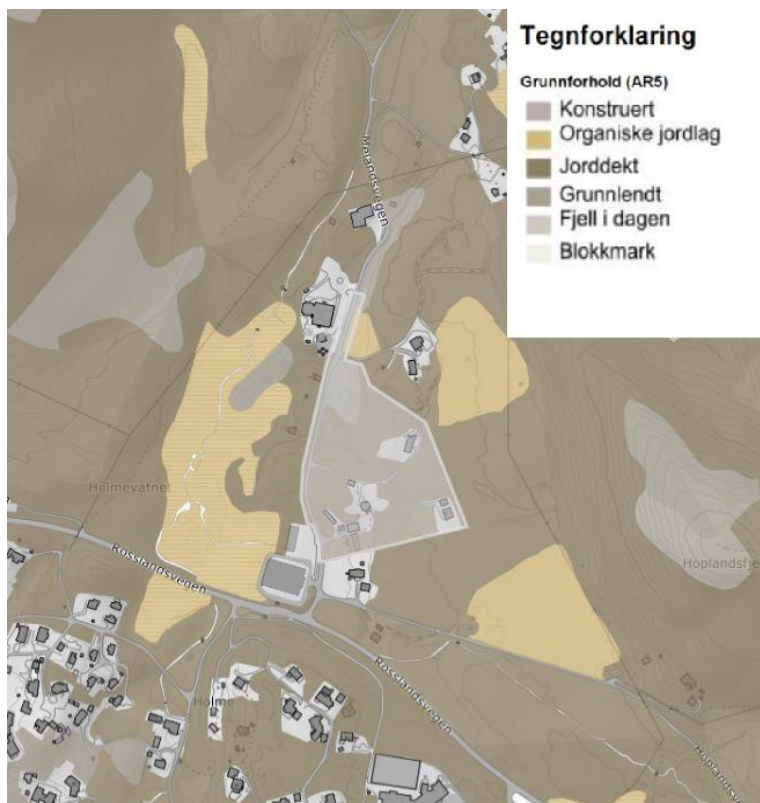 Tegnforklaring
Grunnforhold (AR5)
Konstruert
Organiske jordlag
Jorddekt
Grunnlendt
Fjell i dagen
Blokkmark
Melandsvegen
Holmevatnet
Rosslandsvegen
Hoplandsfje
Holme
Rosslandsvegen
Hoplandsv